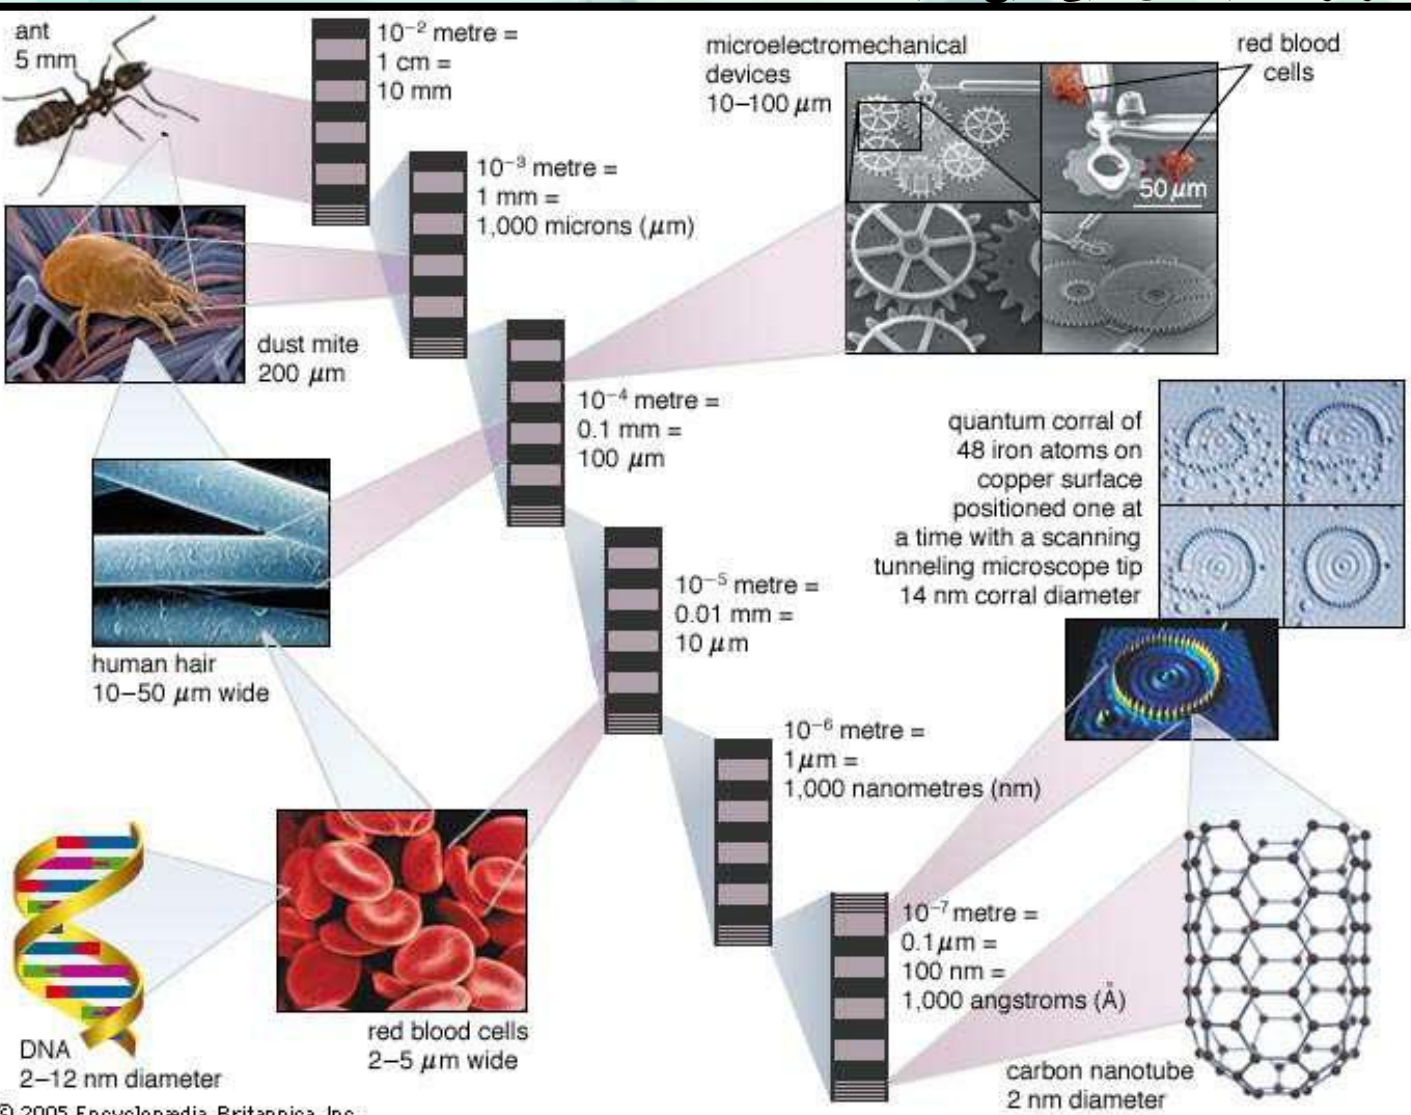 ant
5 mm
10⁻² metre =
1 cm =
10 mm
microelectromechanical
devices
10–100 μm
red blood
cells
50 μm
10⁻³ metre =
1 mm =
1,000 microns (μm)
dust mite
200 μm
10⁻⁴ metre =
0.1 mm =
100 μm
quantum corral of
48 iron atoms on
copper surface
positioned one at
a time with a scanning
tunneling microscope tip
14 nm corral diameter
10⁻⁵ metre =
0.01 mm =
10 μm
human hair
10–50 μm wide
10⁻⁶ metre =
1 μm =
1,000 nanometres (nm)
10⁻⁷ metre =
0.1 μm =
100 nm =
1,000 angstroms (Å)
red blood cells
2–5 μm wide
DNA
2–12 nm diameter
carbon nanotube
2 nm diameter
© 2005 Encyclopædia Britannica, Inc.